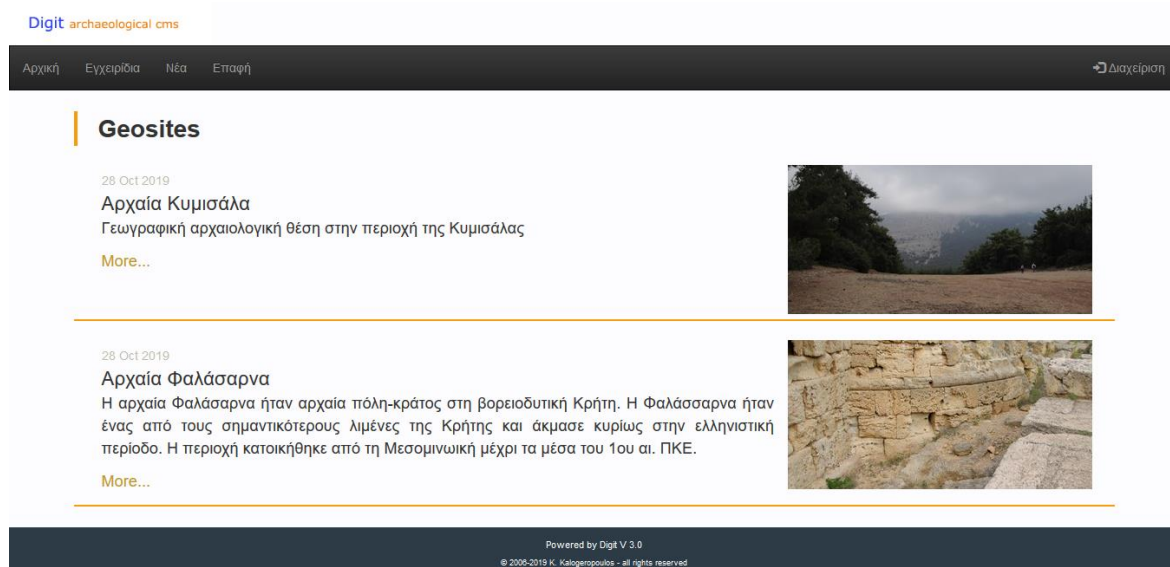 Digit archaeological cms
Αρχική Εγχειρίδια Νέα Επαφή Διαχείριση
Geosites
28 Oct 2019
Αρχαία Κυμισάλα
Γεωγραφική αρχαιολογική θέση στην περιοχή της Κυμισάλας
More...
28 Oct 2019
Αρχαία Φαλάσαρνα
Η αρχαία Φαλάσαρνα ήταν αρχαία πόλη-κράτος στη βορειοδυτική Κρήτη. Η Φαλάσσαρνα ήταν
ένας από τους σημαντικότερους λιμένες της Κρήτης και άκμασε κυρίως στην ελληνιστική
περίοδο. Η περιοχή κατοικήθηκε από τη Μεσομινωική μέχρι τα μέσα του 1ου αι. ΠΚΕ.
More...
Powered by Digit V 3.0
© 2006-2019 K. Kalogeropoulos - all rights reserved